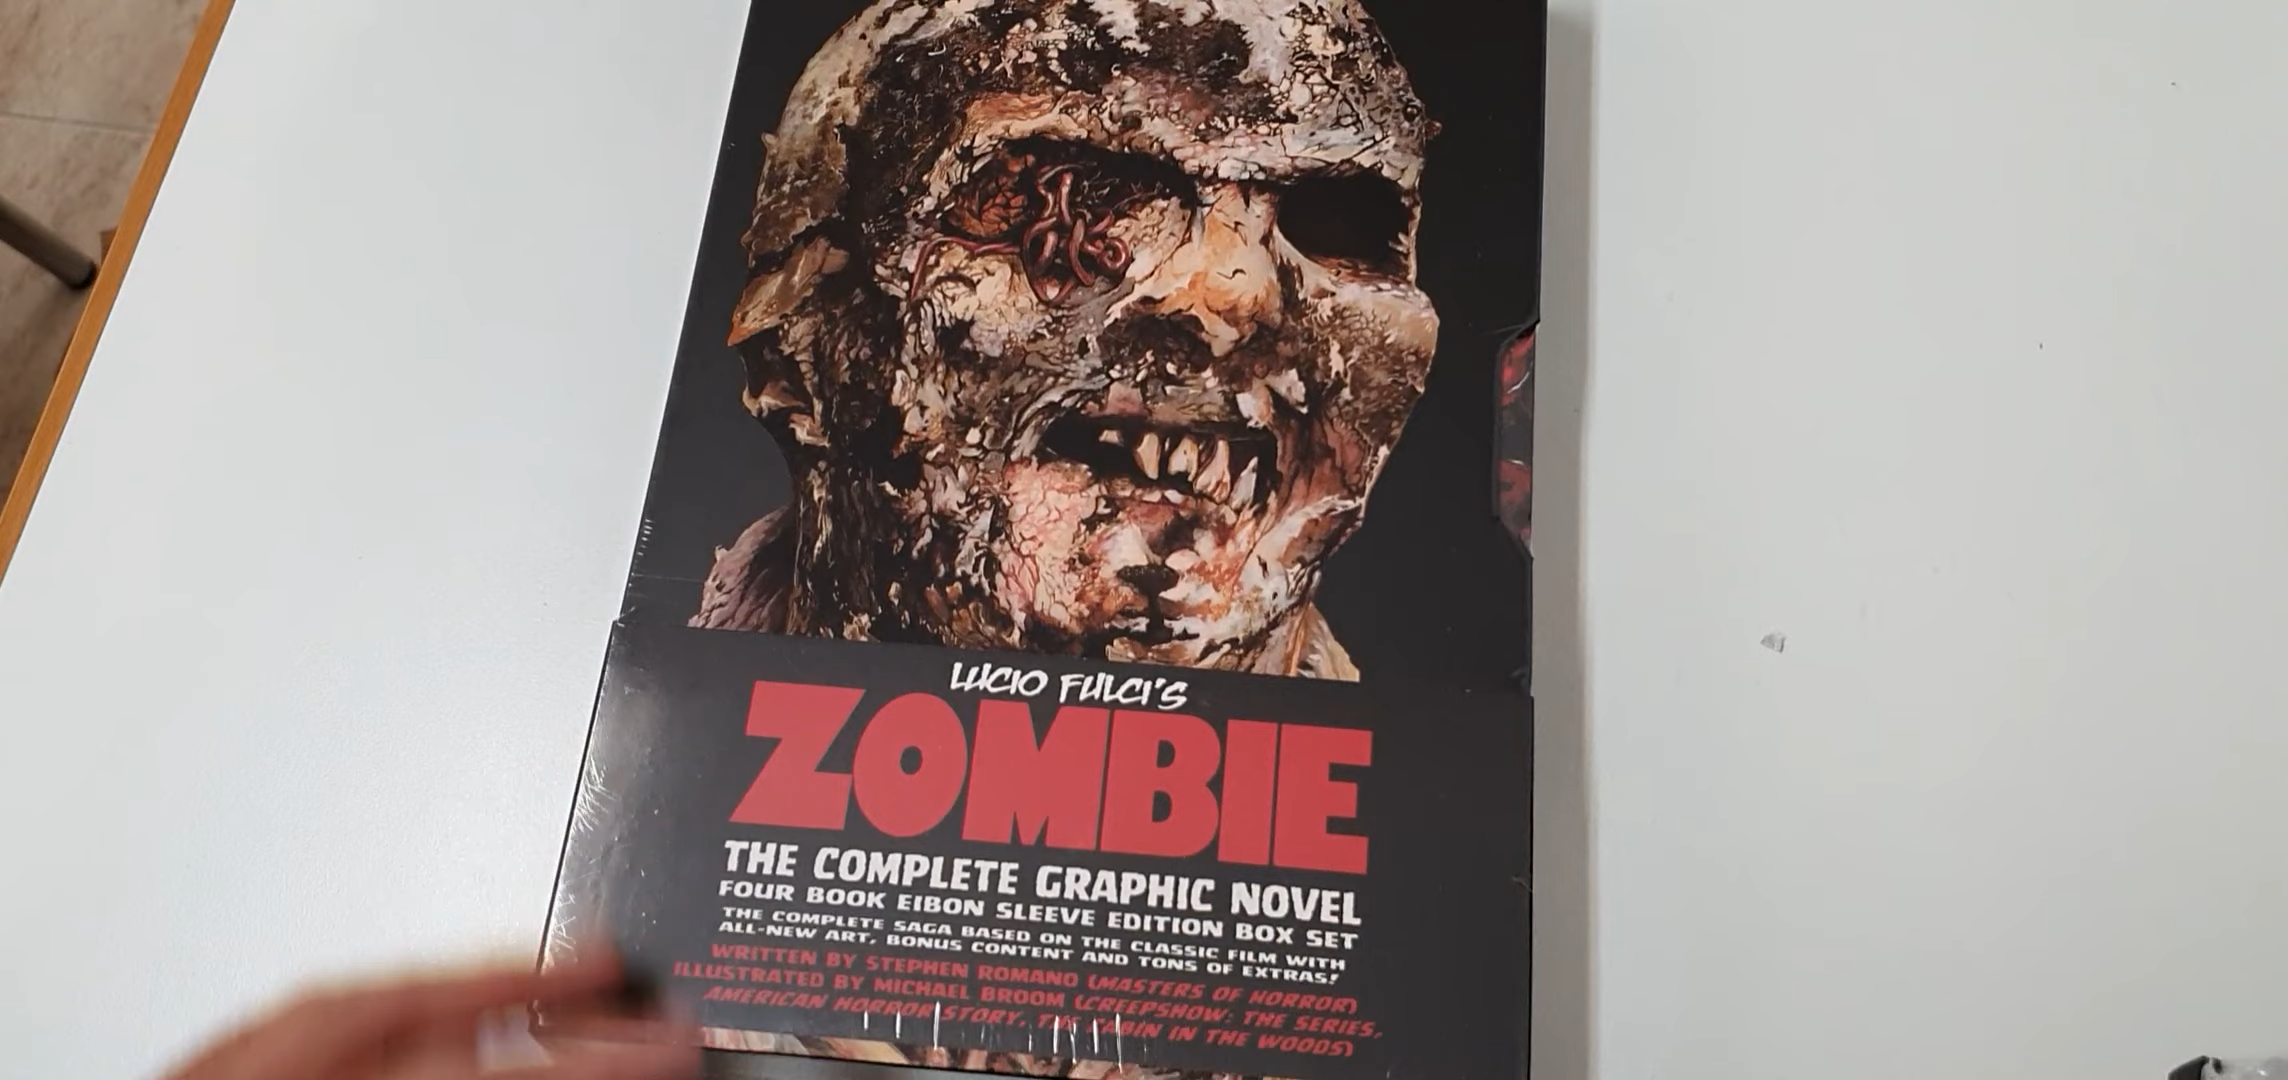 LUCIO FULCI'S
ZOMBIE
THE COMPLETE GRAPHIC NOVEL
FOUR BOOK EIBON SLEEVE EDITION BOX SET
THE COMPLETE SAGA BASED ON THE CLASSIC FILM WITH
ALL-NEW ART, BONUS CONTENT AND TONS OF EXTRAS!
WRITTEN BY STEPHEN ROMANO (MASTERS OF HORROR)
ILLUSTRATED BY MICHAEL BROOM (CREEPSHOW: THE SERIES,
AMERICAN HORROR STORY, THE CABIN IN THE WOODS)